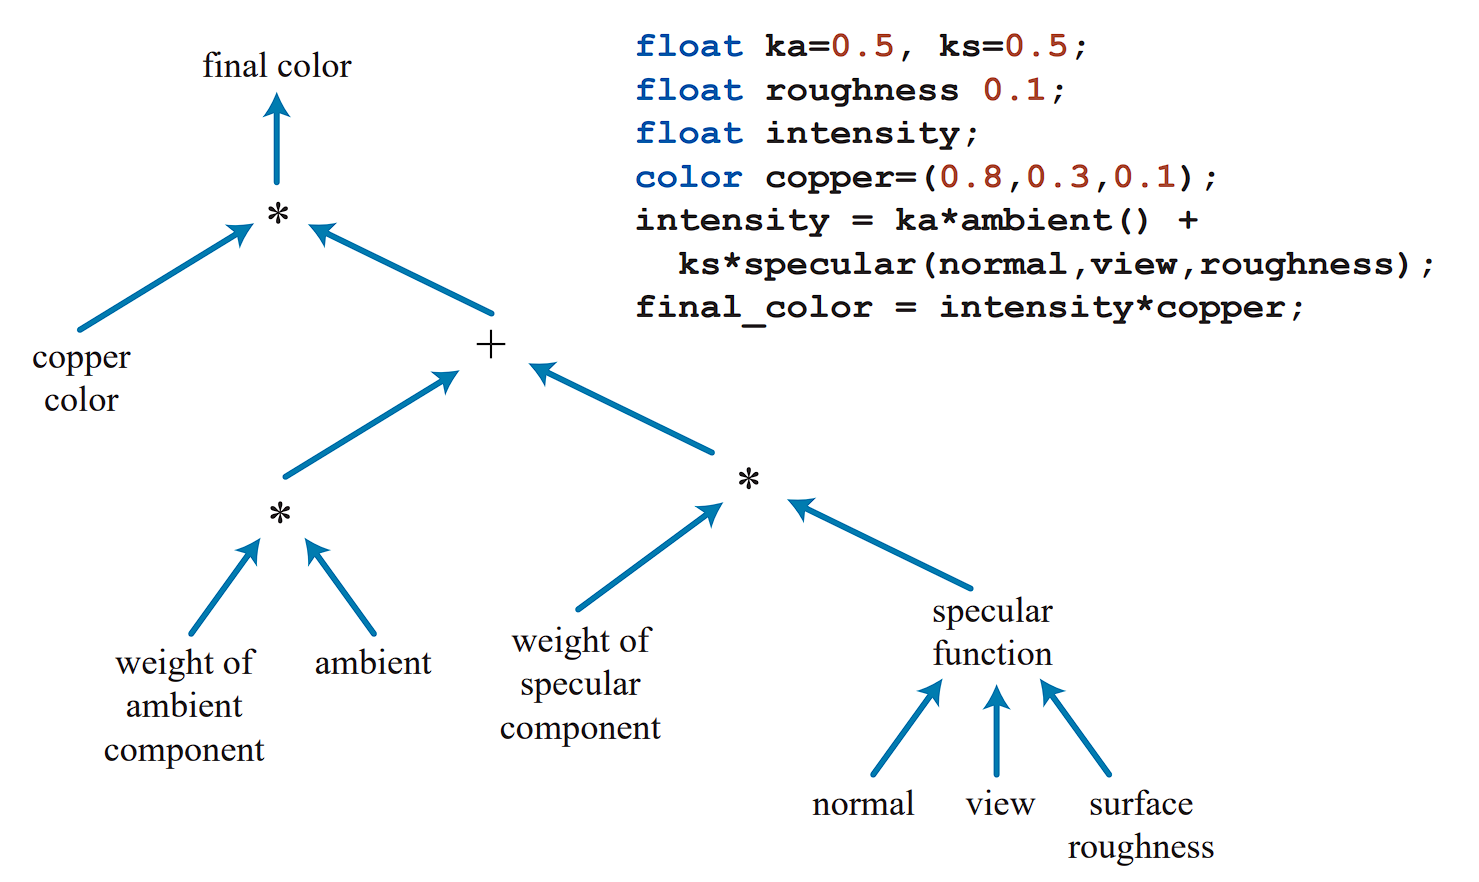 final color
*
copper
color
+
*
*
weight of
ambient
component
ambient
weight of
specular
component
specular
function
normal
view
surface
roughness
float ka=0.5, ks=0.5;
float roughness 0.1;
float intensity;
color copper=(0.8,0.3,0.1);
intensity = ka*ambient() +
ks*specular(normal,view,roughness);
final_color = intensity*copper;